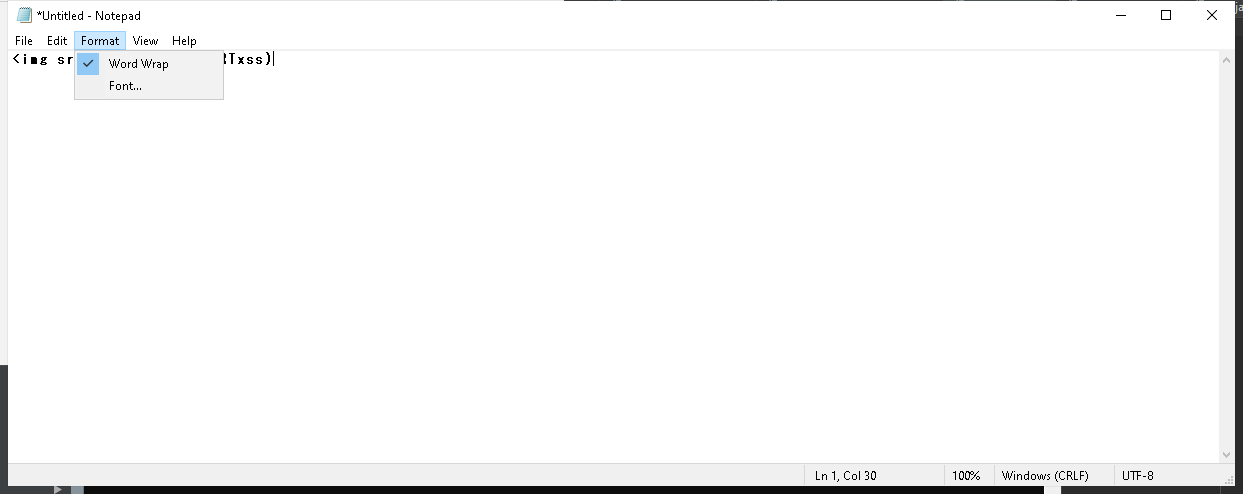 *Untitled - Notepad
File Edit Format View Help
<img sr
Txss)
Word Wrap
Font...
Ln 1, Col 30 100% Windows (CRLF) UTF-8